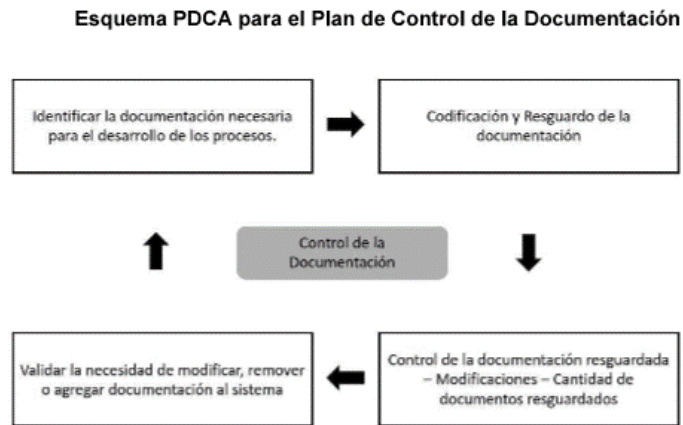 Esquema PDCA para el Plan de Control de la Documentación
Identificar la documentación necesaria
para el desarrollo de los procesos.
Codificación y Resguardo de la
documentación
Control de la
Documentación
Validar la necesidad de modificar, remover
o agregar documentación al sistema
Control de la documentación resguardada
– Modificaciones – Cantidad de
documentos resguardados